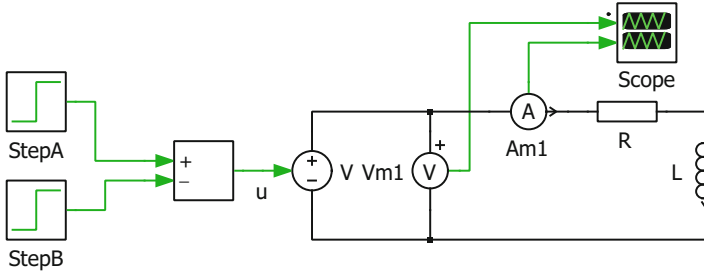 Scope
StepA
A
Am1
R
+
−
u
+
−
V
Vm1
+
V
L
StepB